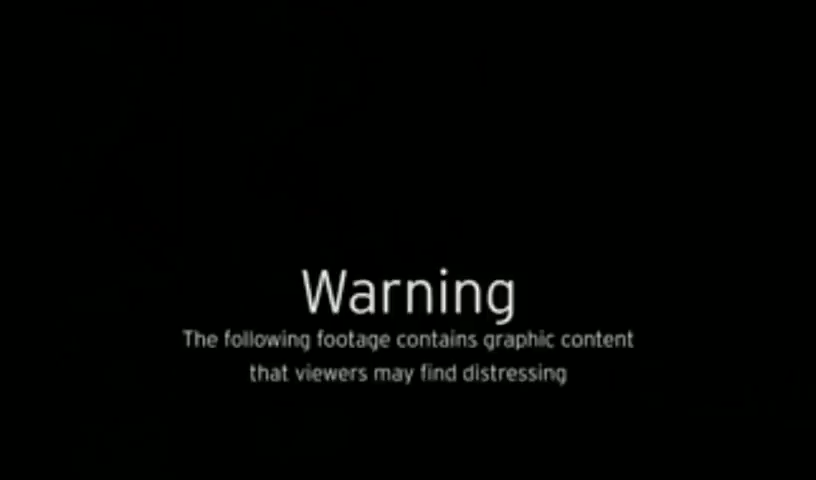 Warning
The following footage contains graphic content
that viewers may find distressing